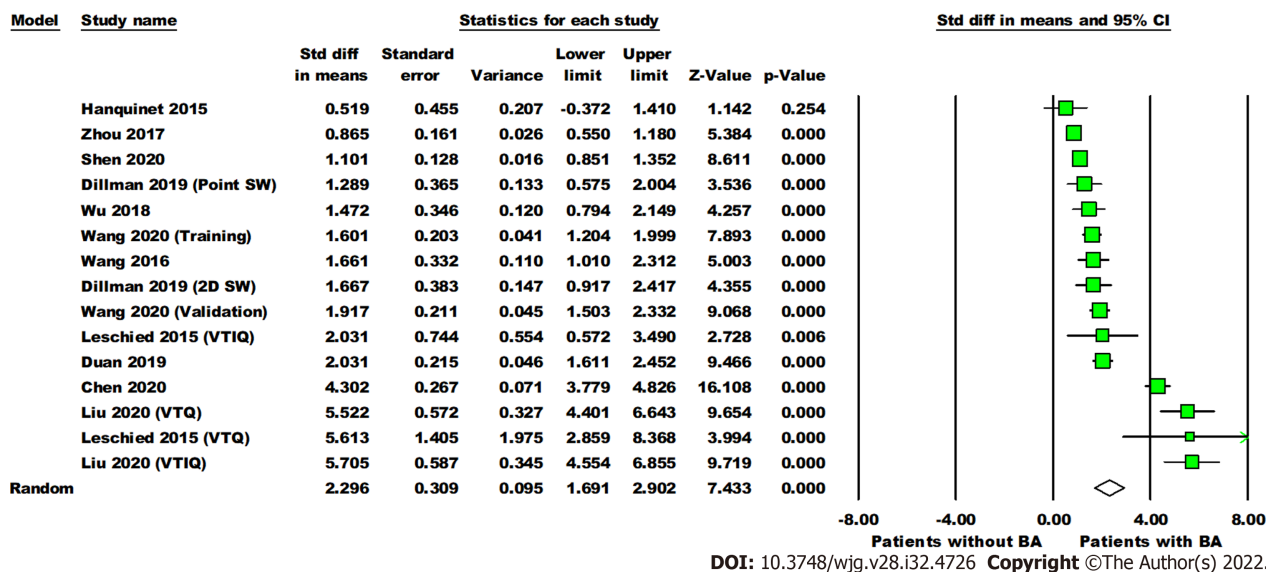 Model Study name Statistics for each study Std diff in means and 95% CI
Std diff Standard Lower Upper
in means error Variance limit limit Z-Value p-Value
Hanquinet 2015 0.519 0.455 0.207 -0.372 1.410 1.142 0.254
Zhou 2017 0.865 0.161 0.026 0.550 1.180 5.384 0.000
Shen 2020 1.101 0.128 0.016 0.851 1.352 8.611 0.000
Dillman 2019 (Point SW) 1.289 0.365 0.133 0.575 2.004 3.536 0.000
Wu 2018 1.472 0.346 0.120 0.794 2.149 4.257 0.000
Wang 2020 (Training) 1.601 0.203 0.041 1.204 1.999 7.893 0.000
Wang 2016 1.661 0.332 0.110 1.010 2.312 5.003 0.000
Dillman 2019 (2D SW) 1.667 0.383 0.147 0.917 2.417 4.355 0.000
Wang 2020 (Validation) 1.917 0.211 0.045 1.503 2.332 9.068 0.000
Leschied 2015 (VTIQ) 2.031 0.744 0.554 0.572 3.490 2.728 0.006
Duan 2019 2.031 0.215 0.046 1.611 2.452 9.466 0.000
Chen 2020 4.302 0.267 0.071 3.779 4.826 16.108 0.000
Liu 2020 (VTQ) 5.522 0.572 0.327 4.401 6.643 9.654 0.000
Leschied 2015 (VTQ) 5.613 1.405 1.975 2.859 8.368 3.994 0.000
Liu 2020 (VTIQ) 5.705 0.587 0.345 4.554 6.855 9.719 0.000
Random 2.296 0.309 0.095 1.691 2.902 7.433 0.000
-8.00 -4.00 0.00 4.00 8.00
Patients without BA Patients with BA
DOI: 10.3748/wjg.v28.i32.4726 Copyright ©The Author(s) 2022.